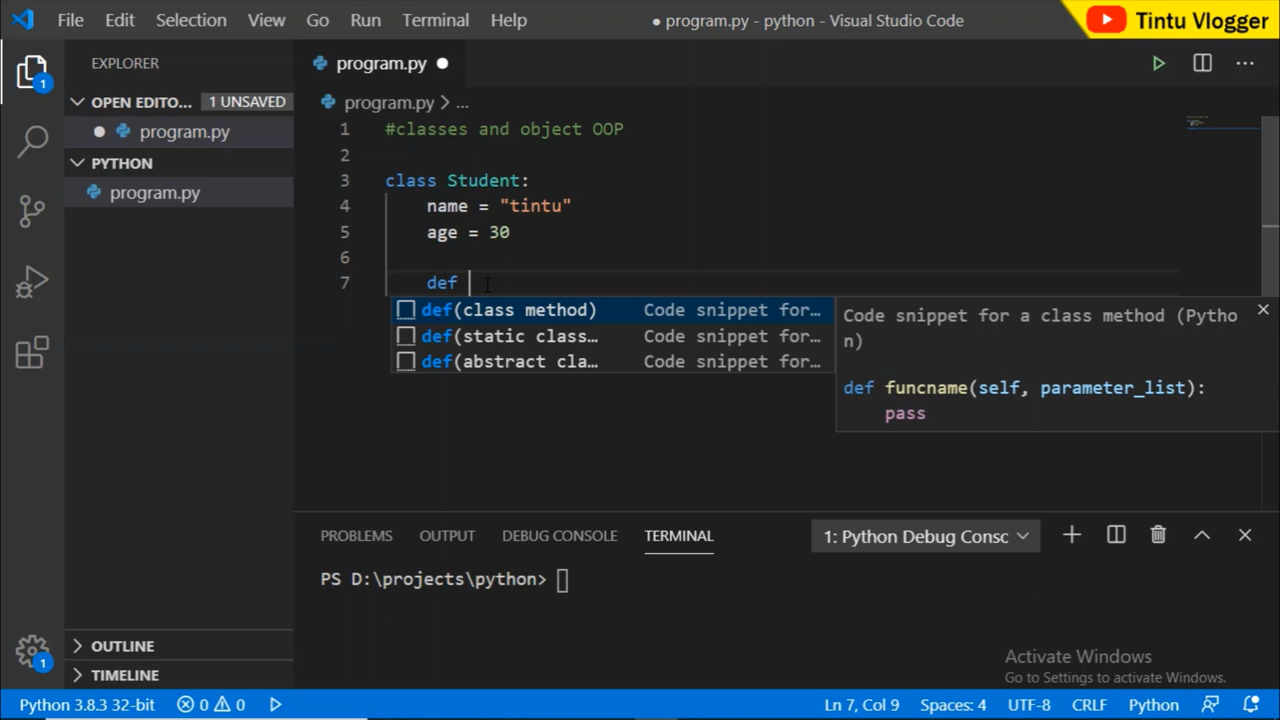 File Edit Selection View Go Run Terminal Help
● program.py - python - Visual Studio Code
Tintu Vlogger
EXPLORER
OPEN EDITO... 1 UNSAVED
program.py
PYTHON
program.py
OUTLINE
TIMELINE
1
1
program.py
program.py > ...
1 #classes and object OOP
2
3 class Student:
4 name = "tintu"
5 age = 30
6
7 def
def(class method) Code snippet for…
def(static class… Code snippet for…
def(abstract cla… Code snippet for…
Code snippet for a class method (Pytho
n)
def funcname(self, parameter_list):
pass
PROBLEMS OUTPUT DEBUG CONSOLE TERMINAL 1: Python Debug Consc
PS D:\projects\python>
Activate Windows
Go to Settings to activate Windows.
Python 3.8.3 32-bit 0 0 Ln 7, Col 9 Spaces: 4 UTF-8 CRLF Python